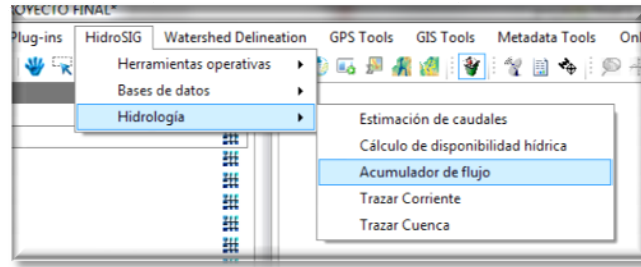 OYECTO FINAL*
Plug-ins HidroSIG Watershed Delineation GPS Tools GIS Tools Metadata Tools Onl
Herramientas operativas
Bases de datos
Hidrología
Estimación de caudales
Cálculo de disponibilidad hídrica
Acumulador de flujo
Trazar Corriente
Trazar Cuenca